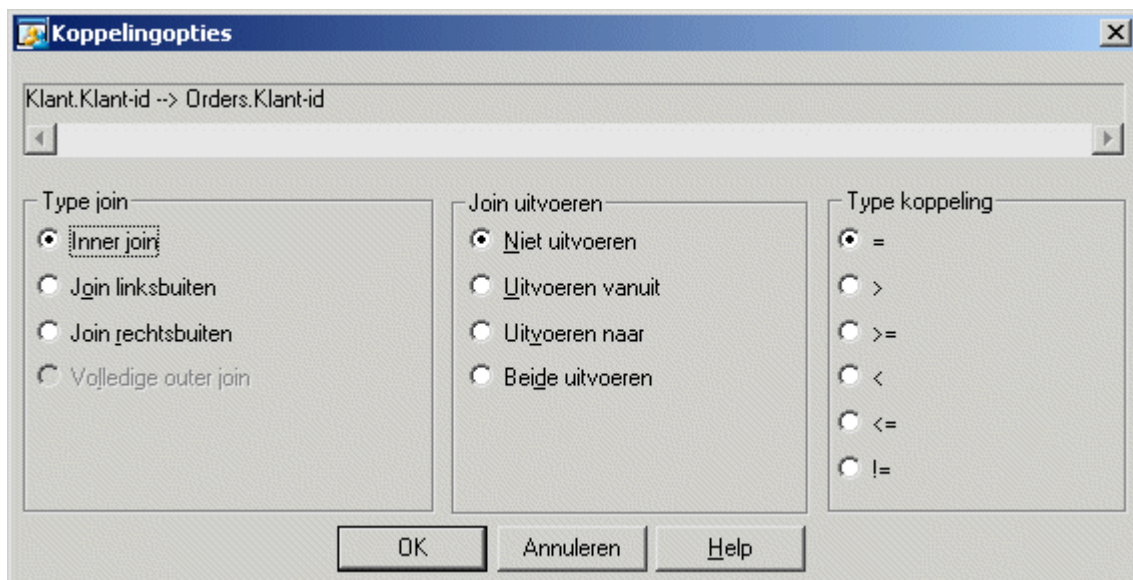 Koppelingopties
Klant.Klant-id --> Orders.Klant-id
Type join
Inner join
Join linksbuiten
Join rechtsbuiten
Volledige outer join
Join uitvoeren
Niet uitvoeren
Uitvoeren vanuit
Uitvoeren naar
Beide uitvoeren
Type koppeling
=
>
>=
<
<=
!=
OK
Annuleren
Help